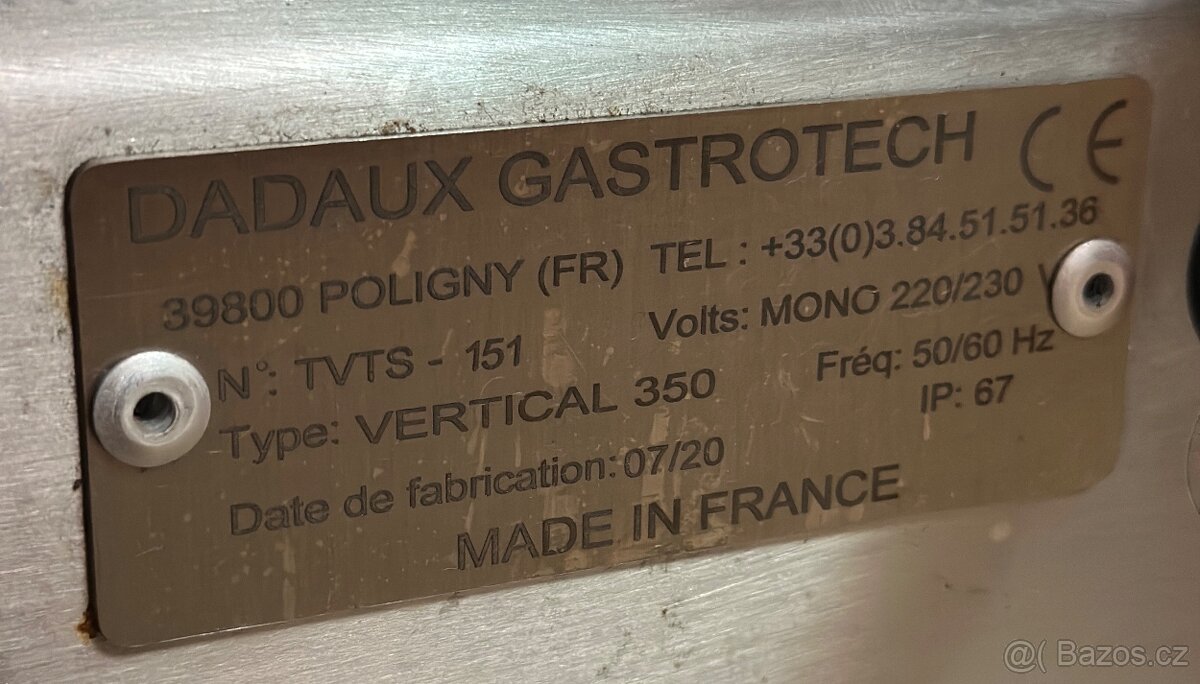 DADAUX GASTROTECH CE
39800 POLIGNY (FR) TEL : +33(0)3.84.51.51.36
N°: TVTS - 151 Volts: MONO 220/230 V
Type: VERTICAL 350 Fréq: 50/60 Hz
IP: 67
Date de fabrication: 07/20
MADE IN FRANCE
@( Bazos.cz